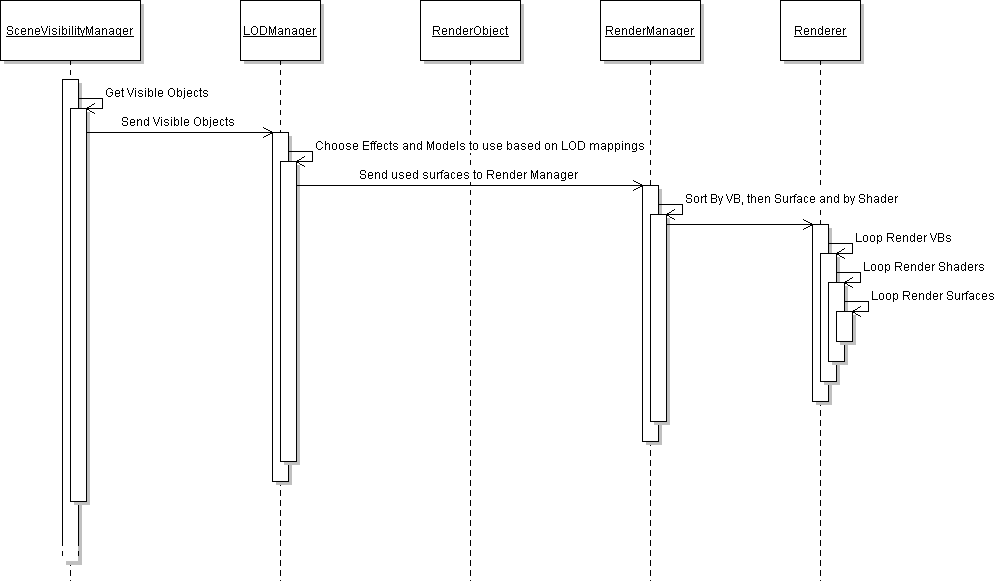 SceneVisibilityManager
LODManager
RenderObject
RenderManager
Renderer
Get Visible Objects
Send Visible Objects
Choose Effects and Models to use based on LOD mappings
Send used surfaces to Render Manager
Sort By VB, then Surface and by Shader
Loop Render VBs
Loop Render Shaders
Loop Render Surfaces